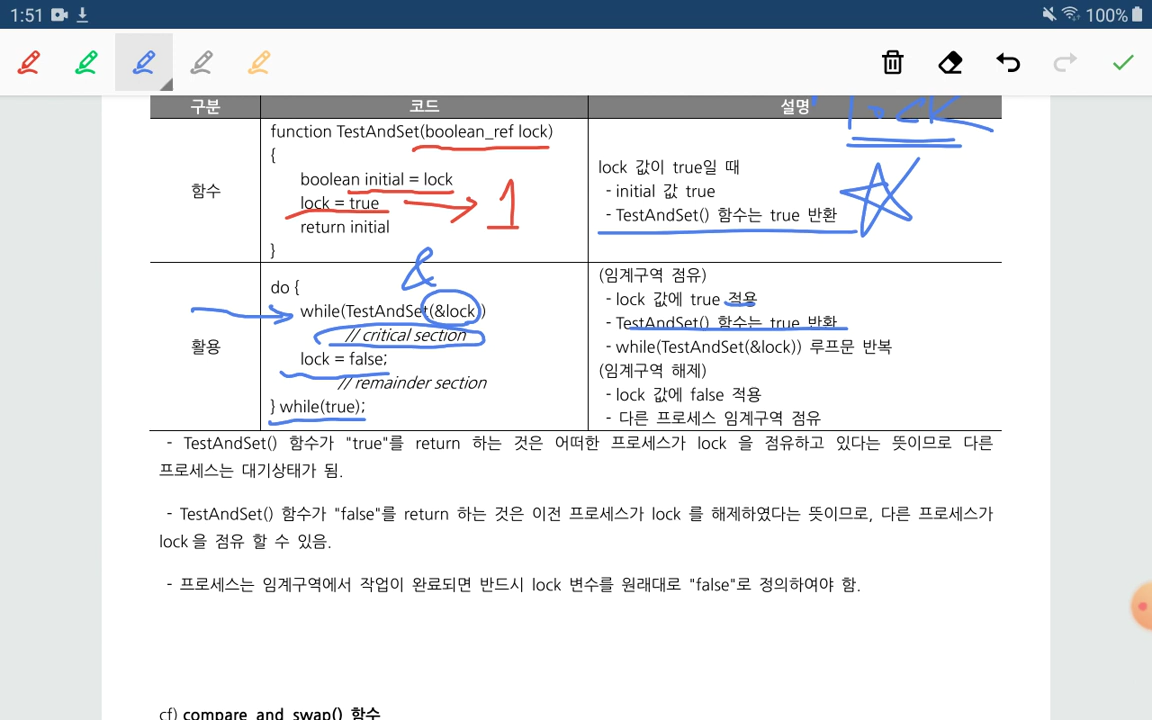 1:51 100%
구분 코드 설명 lock
함수
function TestAndSet(boolean_ref lock)
{
boolean initial = lock
lock = true 1
return initial
}
lock 값이 true일 때
- initial 값 true
- TestAndSet() 함수는 true 반환
활용
&
do {
while(TestAndSet(&lock))
// critical section
lock = false;
// remainder section
} while(true);
(임계구역 점유)
- lock 값에 true 적용
- TestAndSet() 함수는 true 반환
- while(TestAndSet(&lock)) 루프문 반복
(임계구역 해제)
- lock 값에 false 적용
- 다른 프로세스 임계구역 점유
- TestAndSet() 함수가 "true"를 return 하는 것은 어떠한 프로세스가 lock 을 점유하고 있다는 뜻이므로 다른
프로세스는 대기상태가 됨.
- TestAndSet() 함수가 "false"를 return 하는 것은 이전 프로세스가 lock 를 해제하였다는 뜻이므로, 다른 프로세스가
lock을 점유 할 수 있음.
- 프로세스는 임계구역에서 작업이 완료되면 반드시 lock 변수를 원래대로 "false"로 정의하여야 함.
cf) compare_and_swap() 함수